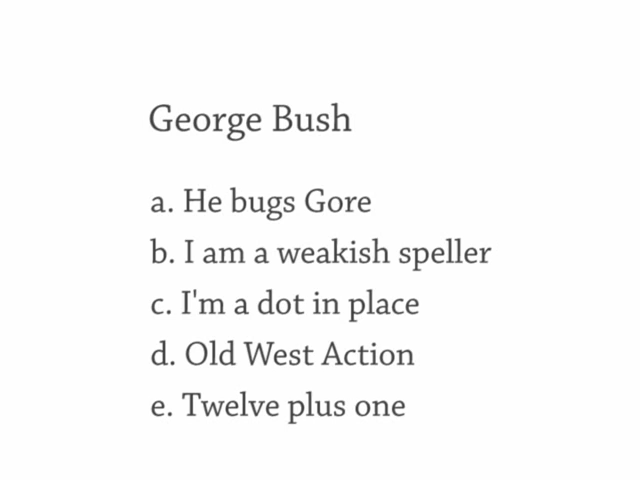 George Bush
a. He bugs Gore
b. I am a weakish speller
c. I'm a dot in place
d. Old West Action
e. Twelve plus one